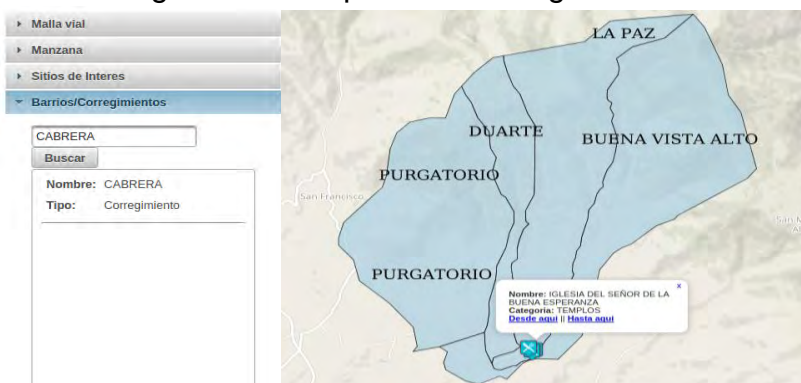 Malla vial
Manzana
Sitios de Interes
Barrios/Corregimientos
CABRERA
Buscar
Nombre: CABRERA
Tipo: Corregimiento
LA PAZ
DUARTE
BUENA VISTA ALTO
PURGATORIO
San Francisco
PURGATORIO
x
Nombre: IGLESIA DEL SEÑOR DE LA
BUENA ESPERANZA
Categoria: TEMPLOS
Desde aqui || Hasta aqui